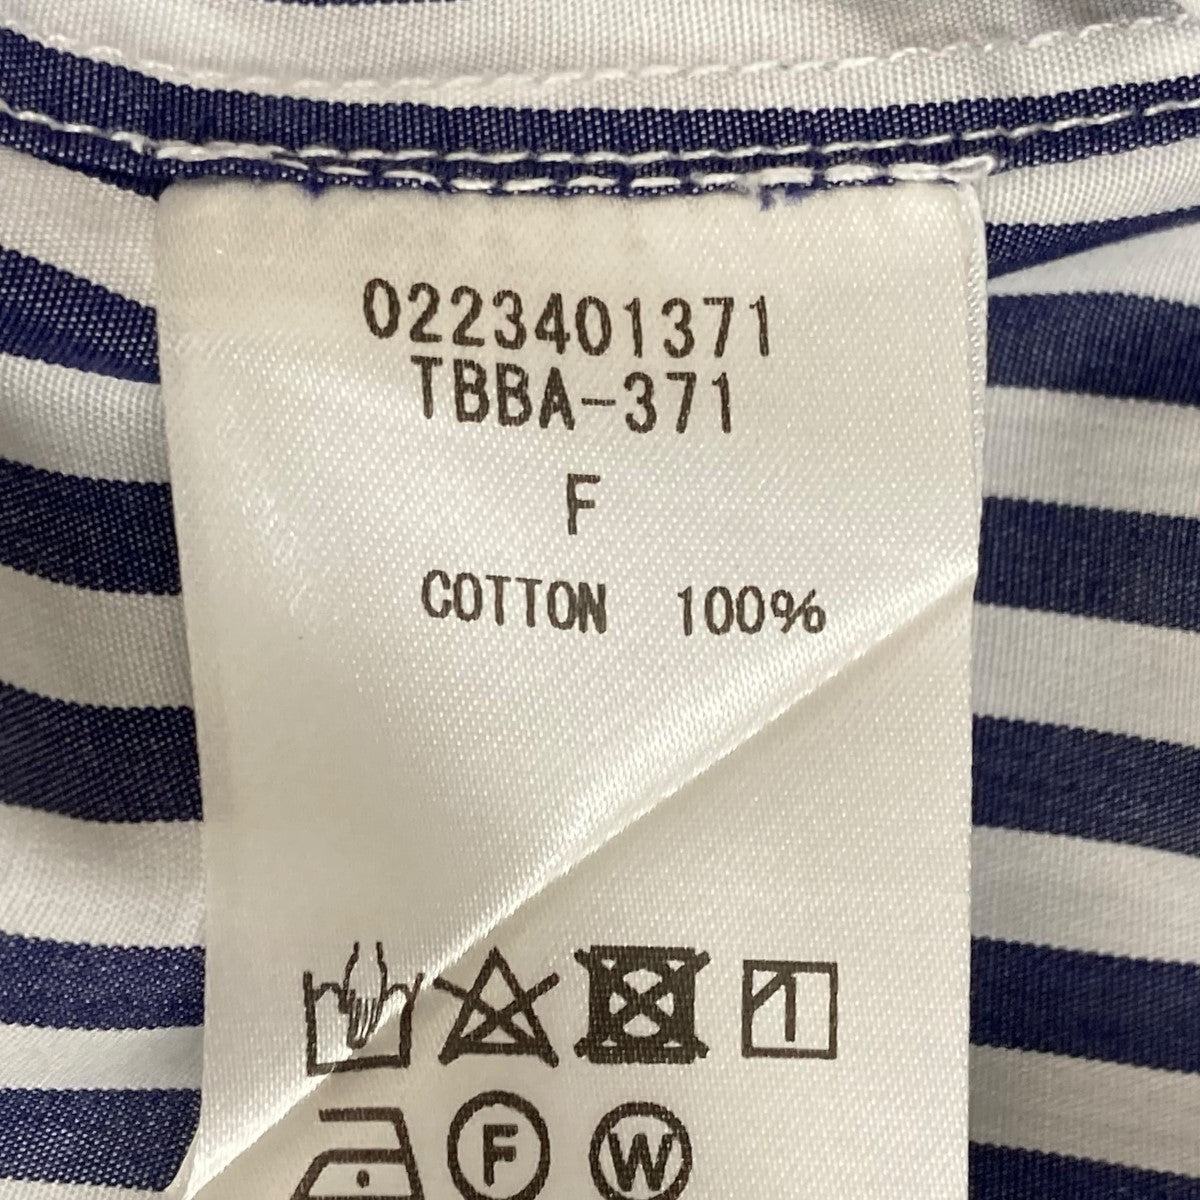 0223401371
TBBA-371
F
COTTON 100%
F W